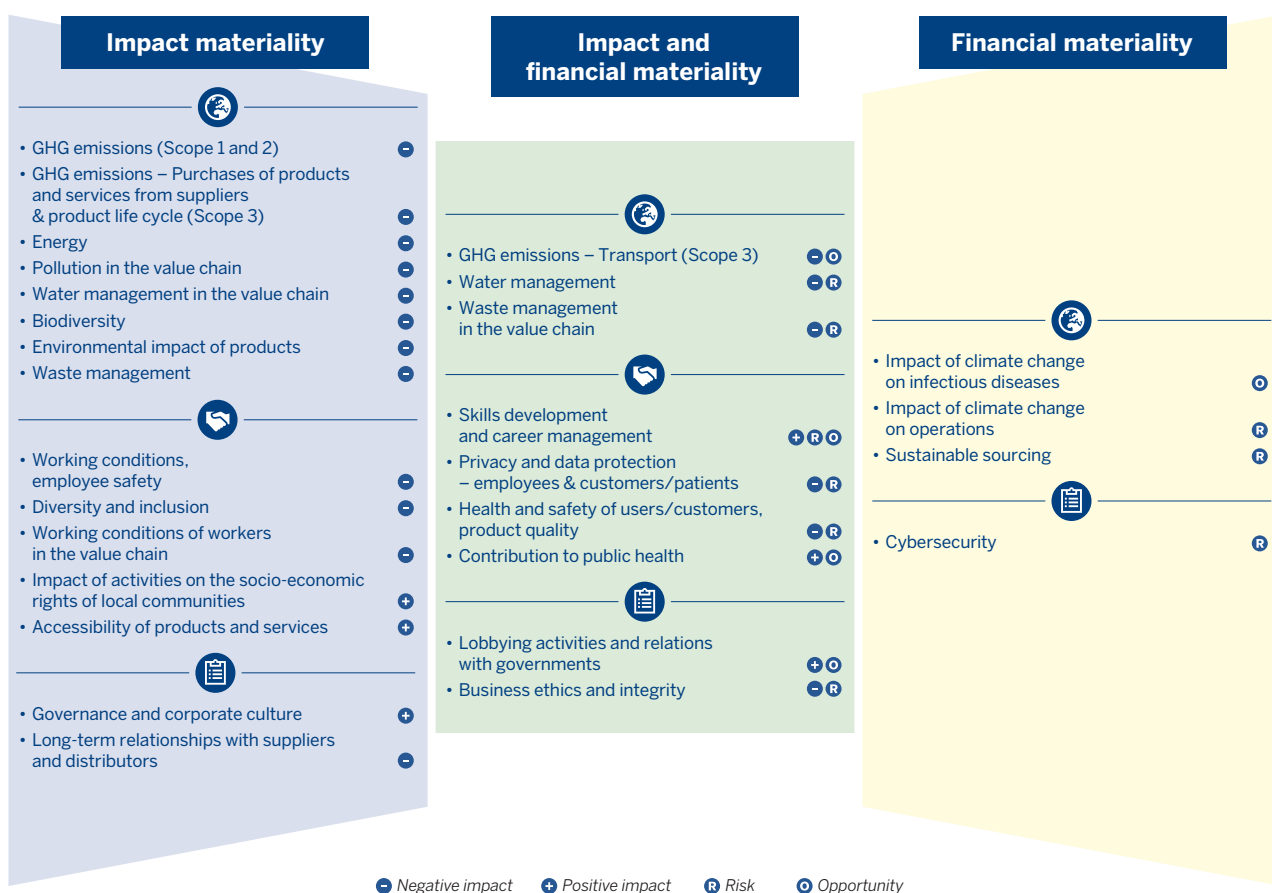 Impact materiality
• GHG emissions (Scope 1 and 2) -
• GHG emissions – Purchases of products
and services from suppliers
& product life cycle (Scope 3) -
• Energy -
• Pollution in the value chain -
• Water management in the value chain -
• Biodiversity -
• Environmental impact of products -
• Waste management -
• Working conditions,
employee safety -
• Diversity and inclusion -
• Working conditions of workers
in the value chain -
• Impact of activities on the socio-economic
rights of local communities +
• Accessibility of products and services +
• Governance and corporate culture +
• Long-term relationships with suppliers
and distributors -
Impact and
financial materiality
• GHG emissions – Transport (Scope 3) - O
• Water management - R
• Waste management
in the value chain - R
• Skills development
and career management + R O
• Privacy and data protection
– employees & customers/patients - R
• Health and safety of users/customers,
product quality - R
• Contribution to public health + O
• Lobbying activities and relations
with governments + O
• Business ethics and integrity - R
Financial materiality
• Impact of climate change
on infectious diseases O
• Impact of climate change
on operations R
• Sustainable sourcing R
• Cybersecurity R
- Negative impact + Positive impact R Risk O Opportunity